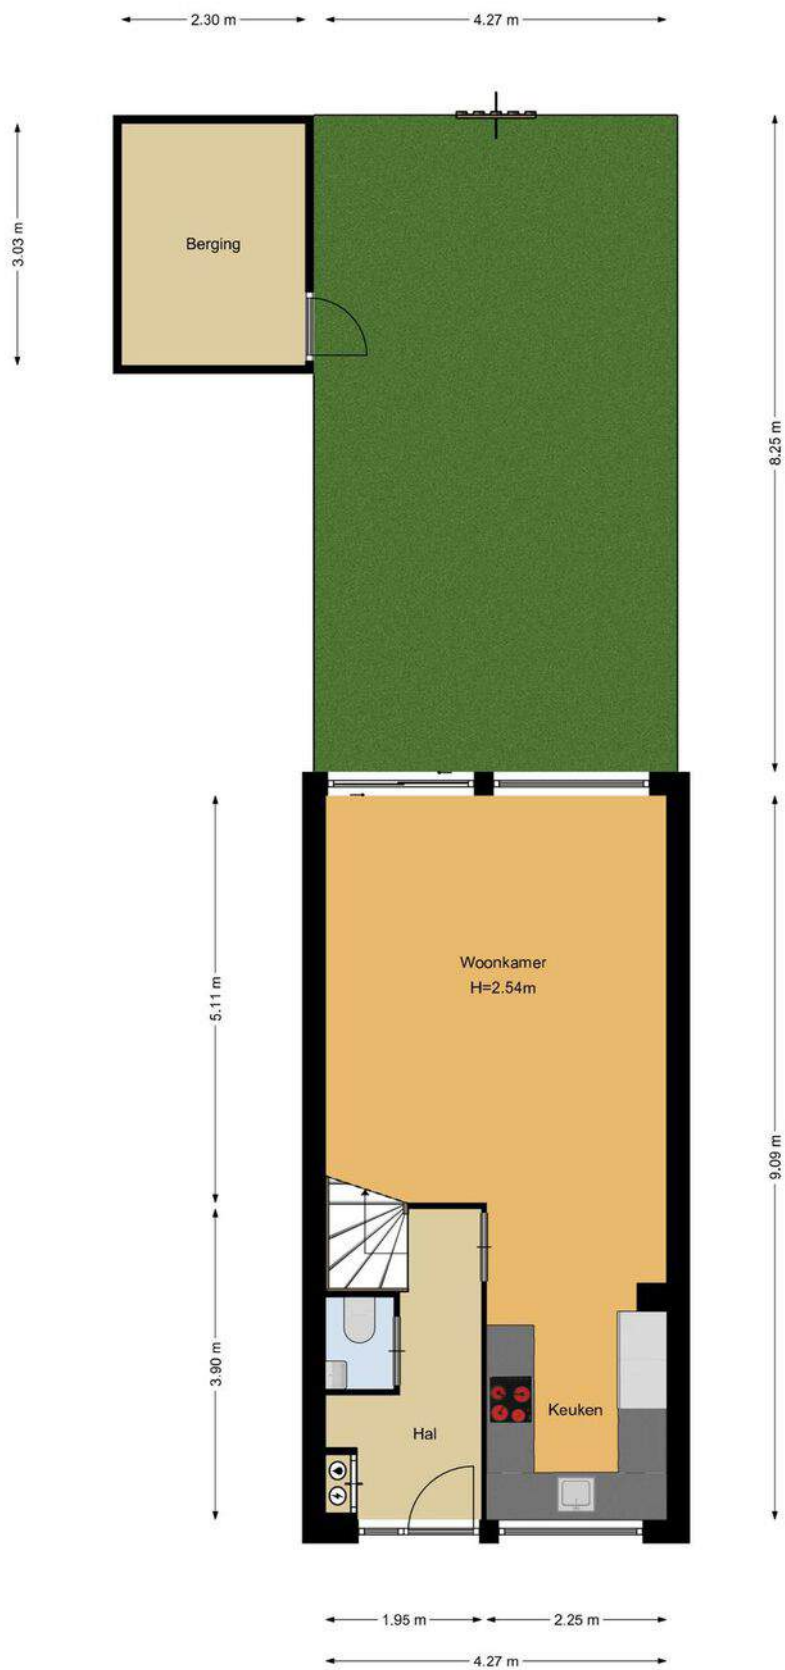 2.30 m
4.27 m
3.03 m
Berging
8.25 m
5.11 m
Woonkamer
H=2.54m
9.09 m
3.90 m
Keuken
Hal
1.95 m
2.25 m
4.27 m